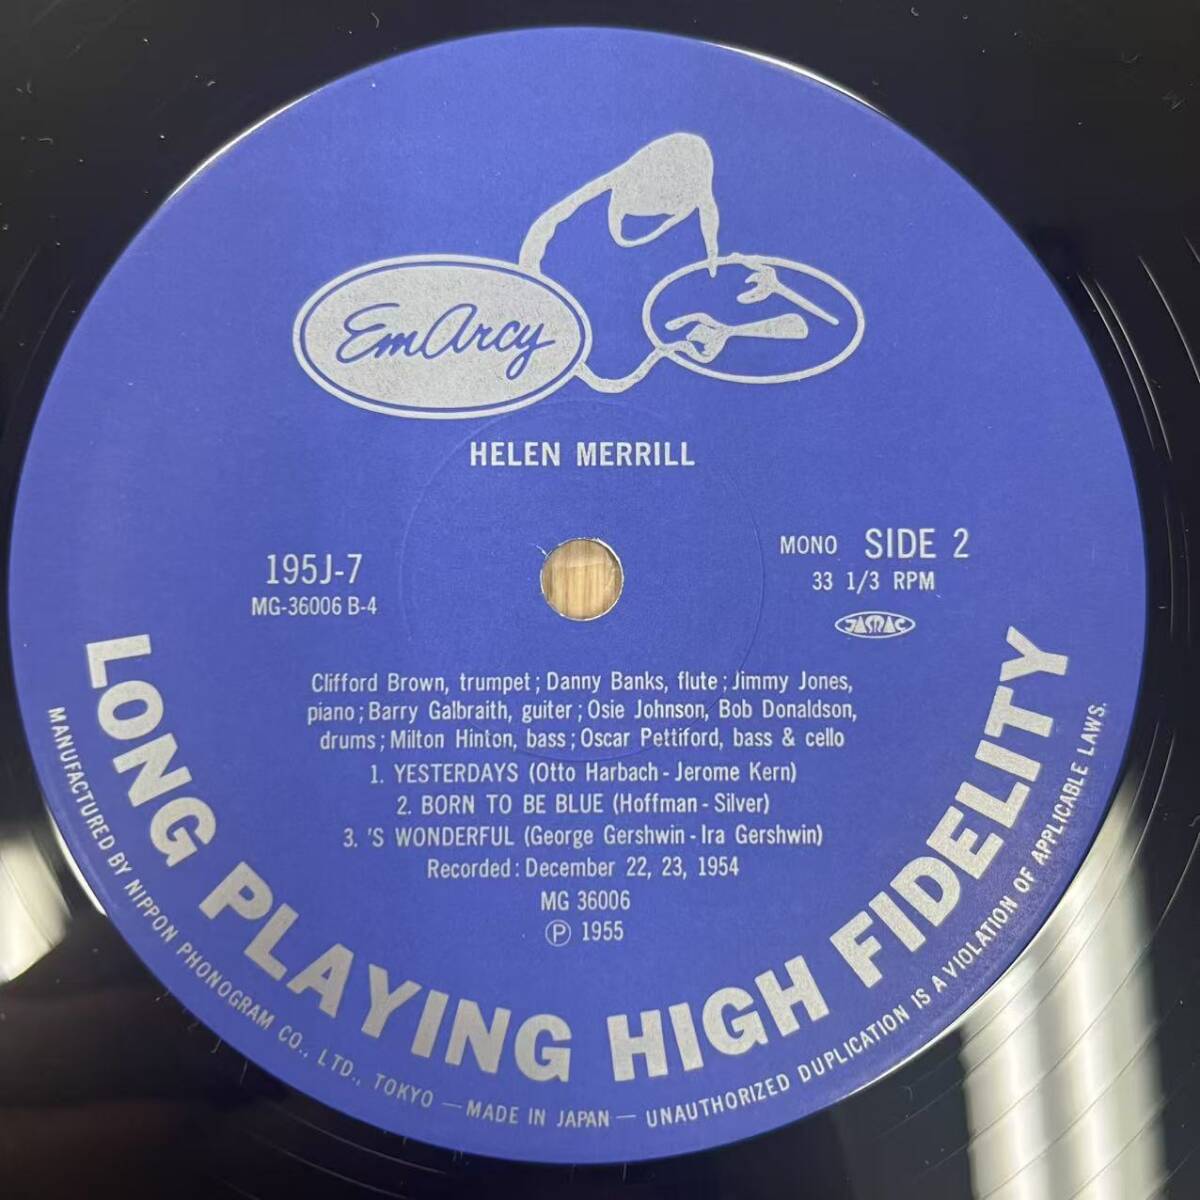 EmArcy
HELEN MERRILL
195J-7
MG-36006 B-4
MONO SIDE 2
33 1/3 RPM
JASRAC
Clifford Brown, trumpet; Danny Banks, flute; Jimmy Jones,
piano; Barry Galbraith, guiter; Osie Johnson, Bob Donaldson,
drums; Milton Hinton, bass; Oscar Pettiford, bass & cello
1. YESTERDAYS (Otto Harbach - Jerome Kern)
2. BORN TO BE BLUE (Hoffman - Silver)
3. 'S WONDERFUL (George Gershwin - Ira Gershwin)
Recorded: December 22, 23, 1954
MG 36006
Ⓟ 1955
LONG PLAYING HIGH FIDELITY
MANUFACTURED BY NIPPON PHONOGRAM CO., LTD., TOKYO — MADE IN JAPAN — UNAUTHORIZED DUPLICATION IS A VIOLATION OF APPLICABLE LAWS.